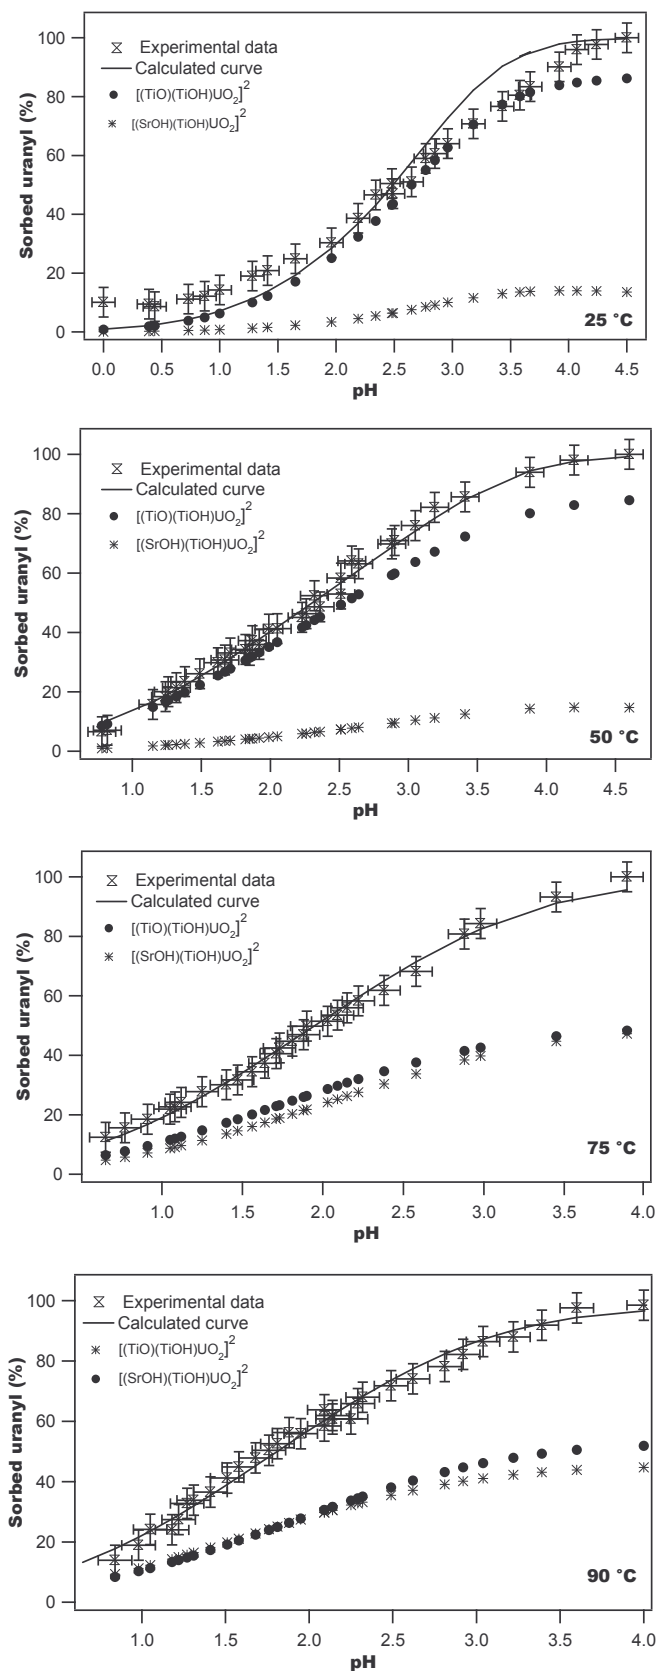 100
80
60
40
20
0
Sorbed uranyl (%)
Experimental data
Calculated curve
[(TiO)(TiOH)UO2]2
[(SrOH)(TiOH)UO2]2
25 °C
0.0 0.5 1.0 1.5 2.0 2.5 3.0 3.5 4.0 4.5
pH
100
80
60
40
20
0
Sorbed uranyl (%)
Experimental data
Calculated curve
[(TiO)(TiOH)UO2]2
[(SrOH)(TiOH)UO2]2
50 °C
1.0 1.5 2.0 2.5 3.0 3.5 4.0 4.5
pH
100
80
60
40
20
0
Sorbed uranyl (%)
Experimental data
Calculated curve
[(TiO)(TiOH)UO2]2
[(SrOH)(TiOH)UO2]2
75 °C
1.0 1.5 2.0 2.5 3.0 3.5 4.0
pH
100
80
60
40
20
0
Sorbed uranyl (%)
Experimental data
Calculated curve
[(TiO)(TiOH)UO2]2
[(SrOH)(TiOH)UO2]2
90 °C
1.0 1.5 2.0 2.5 3.0 3.5 4.0
pH